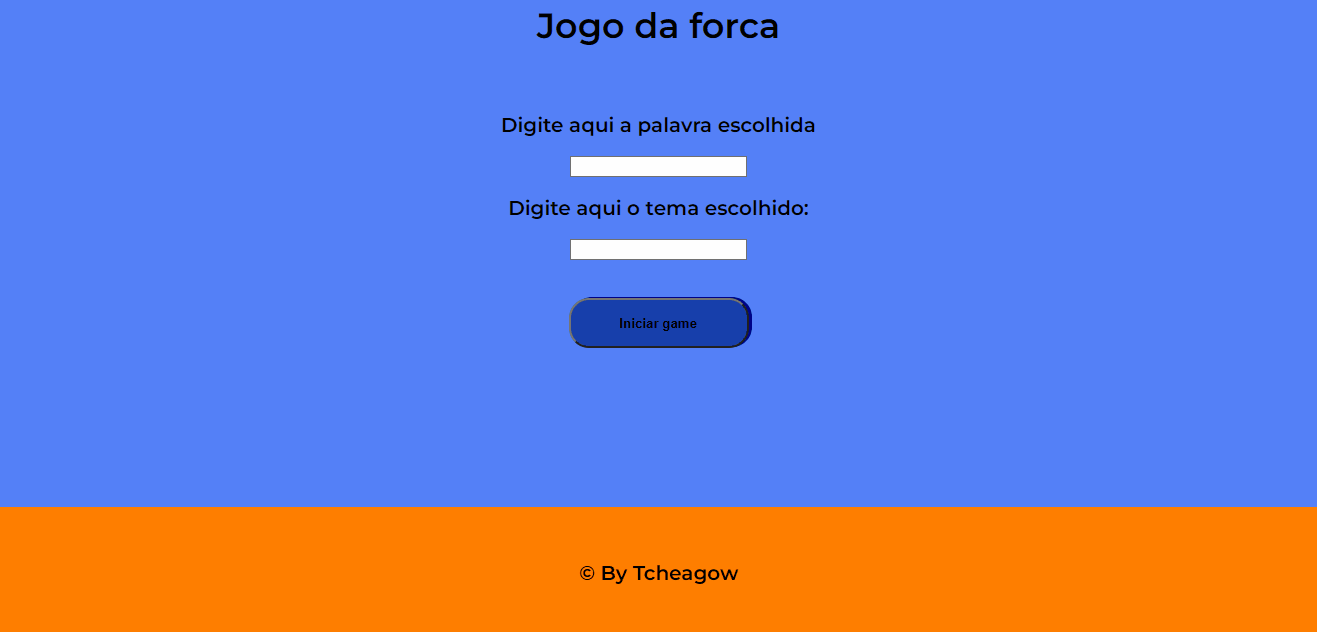 Jogo da forca
Digite aqui a palavra escolhida
Digite aqui o tema escolhido:
Iniciar game
© By Tcheagow